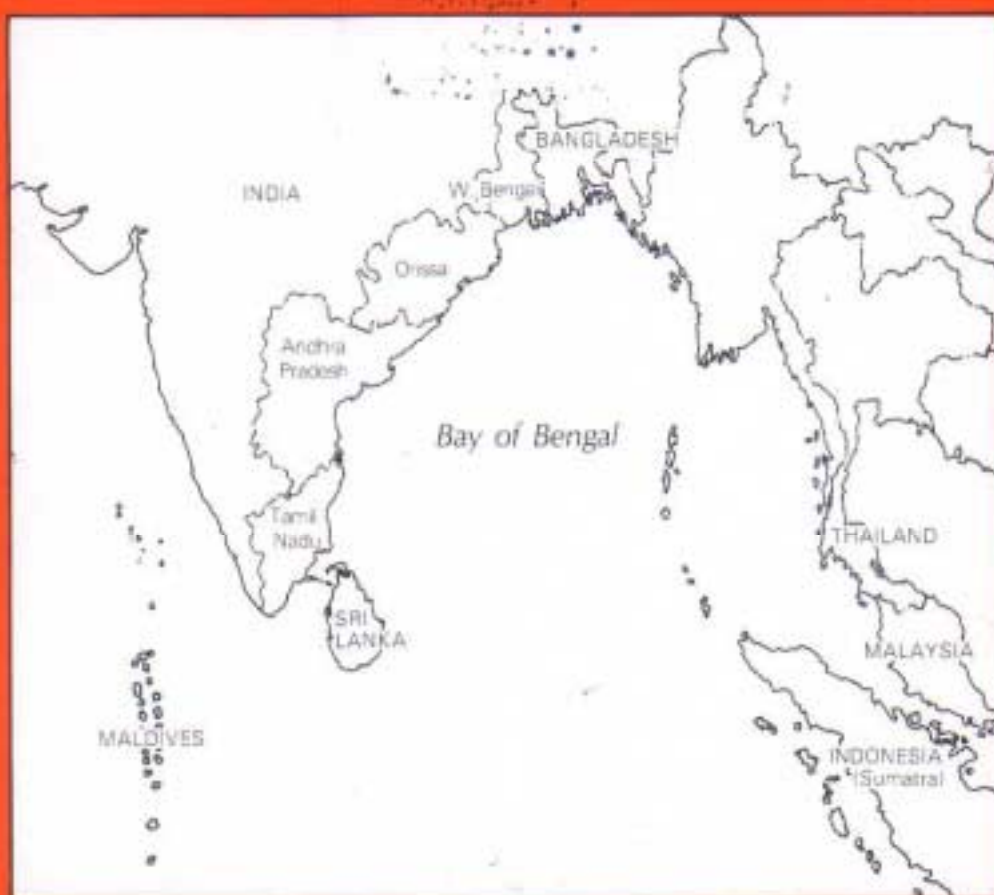 BANGLADESH
INDIA
W. Bengal
Orissa
Andhra
Pradesh
Bay of Bengal
Tamil
Nadu
THAILAND
SRI
LANKA
MALAYSIA
MALDIVES
INDONESIA
(Sumatra)